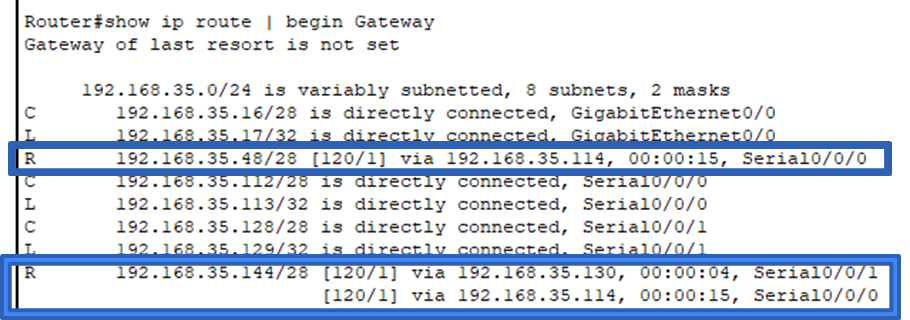 Router#show ip route | begin Gateway
Gateway of last resort is not set
192.168.35.0/24 is variably subnetted, 8 subnets, 2 masks
C 192.168.35.16/28 is directly connected, GigabitEthernet0/0
L 192.168.35.17/32 is directly connected, GigabitEthernet0/0
R 192.168.35.48/28 [120/1] via 192.168.35.114, 00:00:15, Serial0/0/0
C 192.168.35.112/28 is directly connected, Serial0/0/0
L 192.168.35.113/32 is directly connected, Serial0/0/0
C 192.168.35.128/28 is directly connected, Serial0/0/1
L 192.168.35.129/32 is directly connected, Serial0/0/1
R 192.168.35.144/28 [120/1] via 192.168.35.130, 00:00:04, Serial0/0/1
[120/1] via 192.168.35.114, 00:00:15, Serial0/0/0